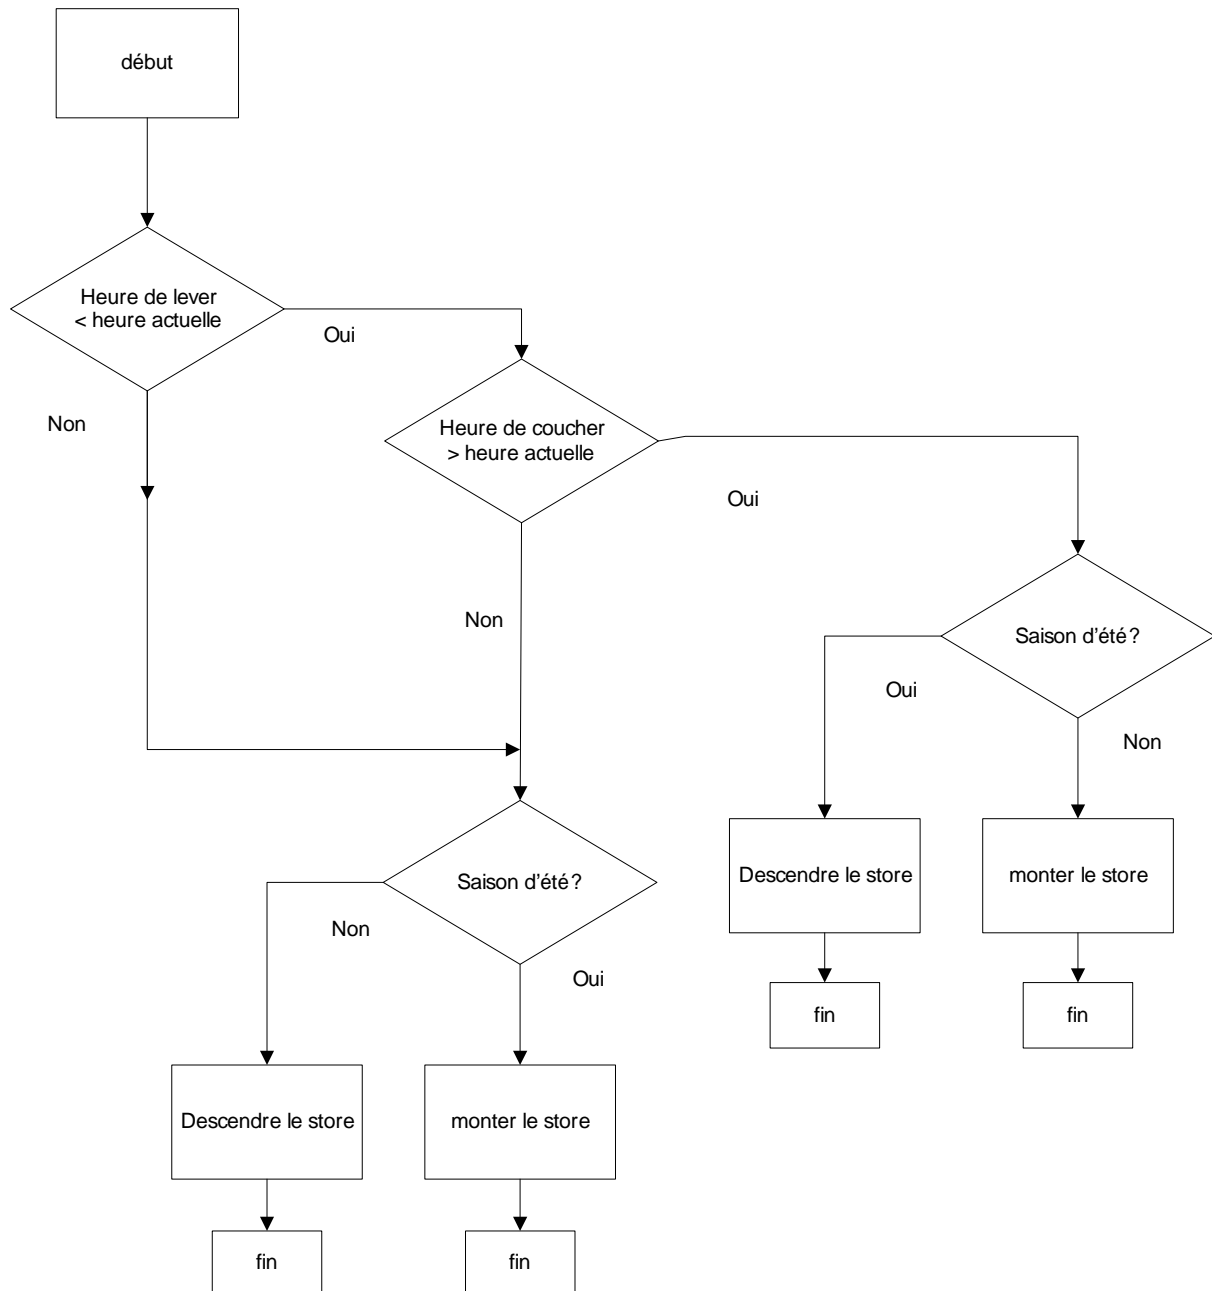 début
Heure de lever
< heure actuelle
Oui
Non
Heure de coucher
> heure actuelle
Oui
Non
Saison d'été?
Oui
Non
Descendre le store
monter le store
fin
fin
Saison d'été?
Non
Oui
Descendre le store
monter le store
fin
fin